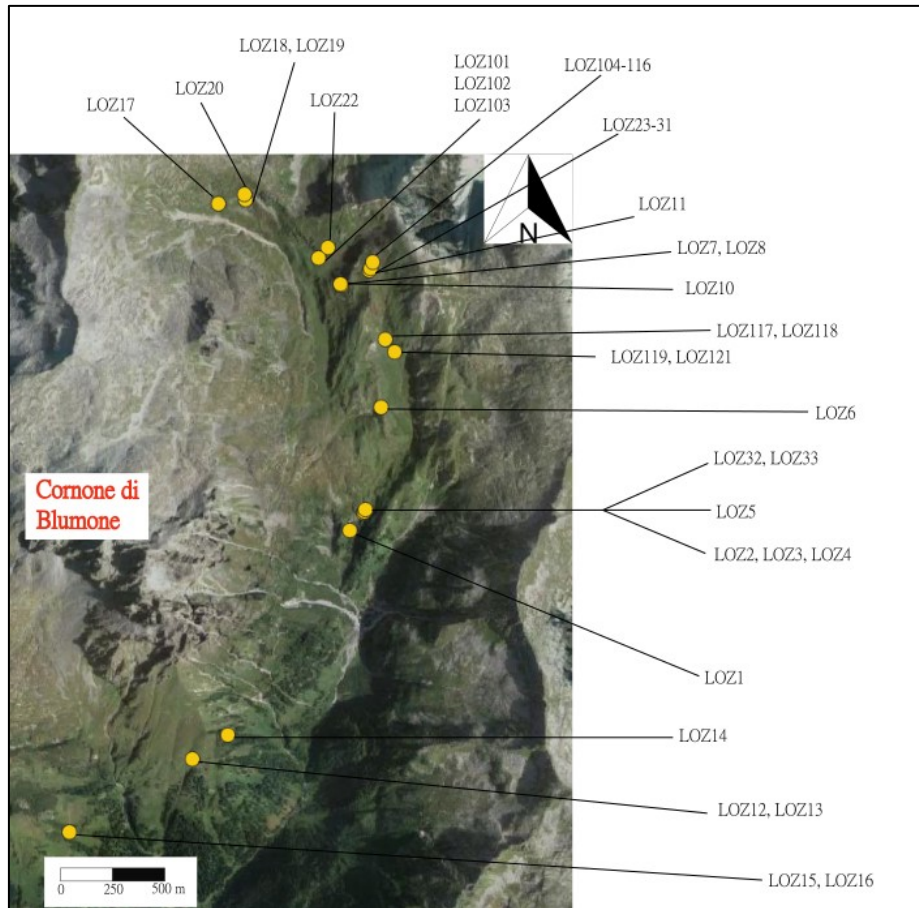 LOZ18, LOZ19
LOZ20
LOZ17
LOZ22
LOZ101
LOZ102
LOZ103
LOZ104-116
LOZ23-31
LOZ11
LOZ7, LOZ8
LOZ10
LOZ117, LOZ118
LOZ119, LOZ121
LOZ6
LOZ32, LOZ33
LOZ5
LOZ2, LOZ3, LOZ4
LOZ1
LOZ14
LOZ12, LOZ13
LOZ15, LOZ16
N
Cornone di
Blumone
0 250 500 m